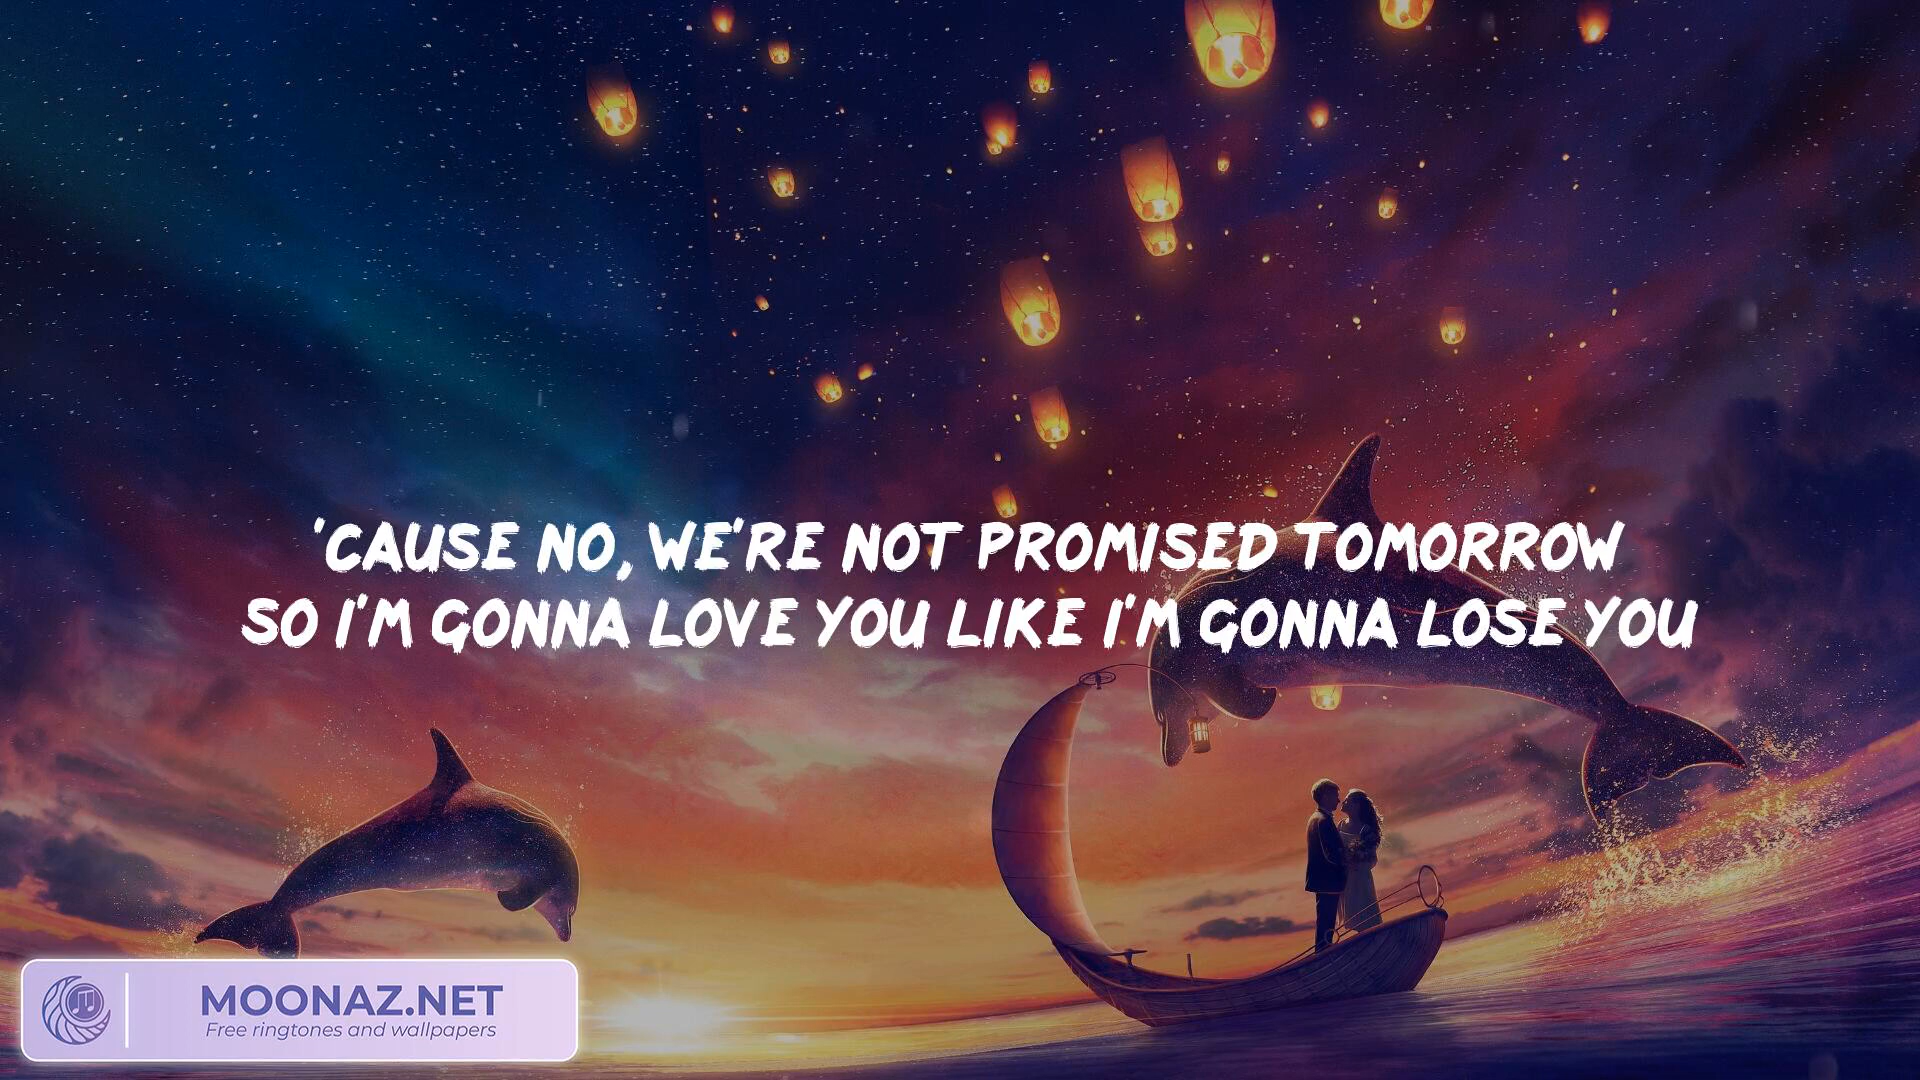 'CAUSE NO, WE'RE NOT PROMISED TOMORROW
SO I'M GONNA LOVE YOU LIKE I'M GONNA LOSE YOU
MOONAZ.NET
Free ringtones and wallpapers